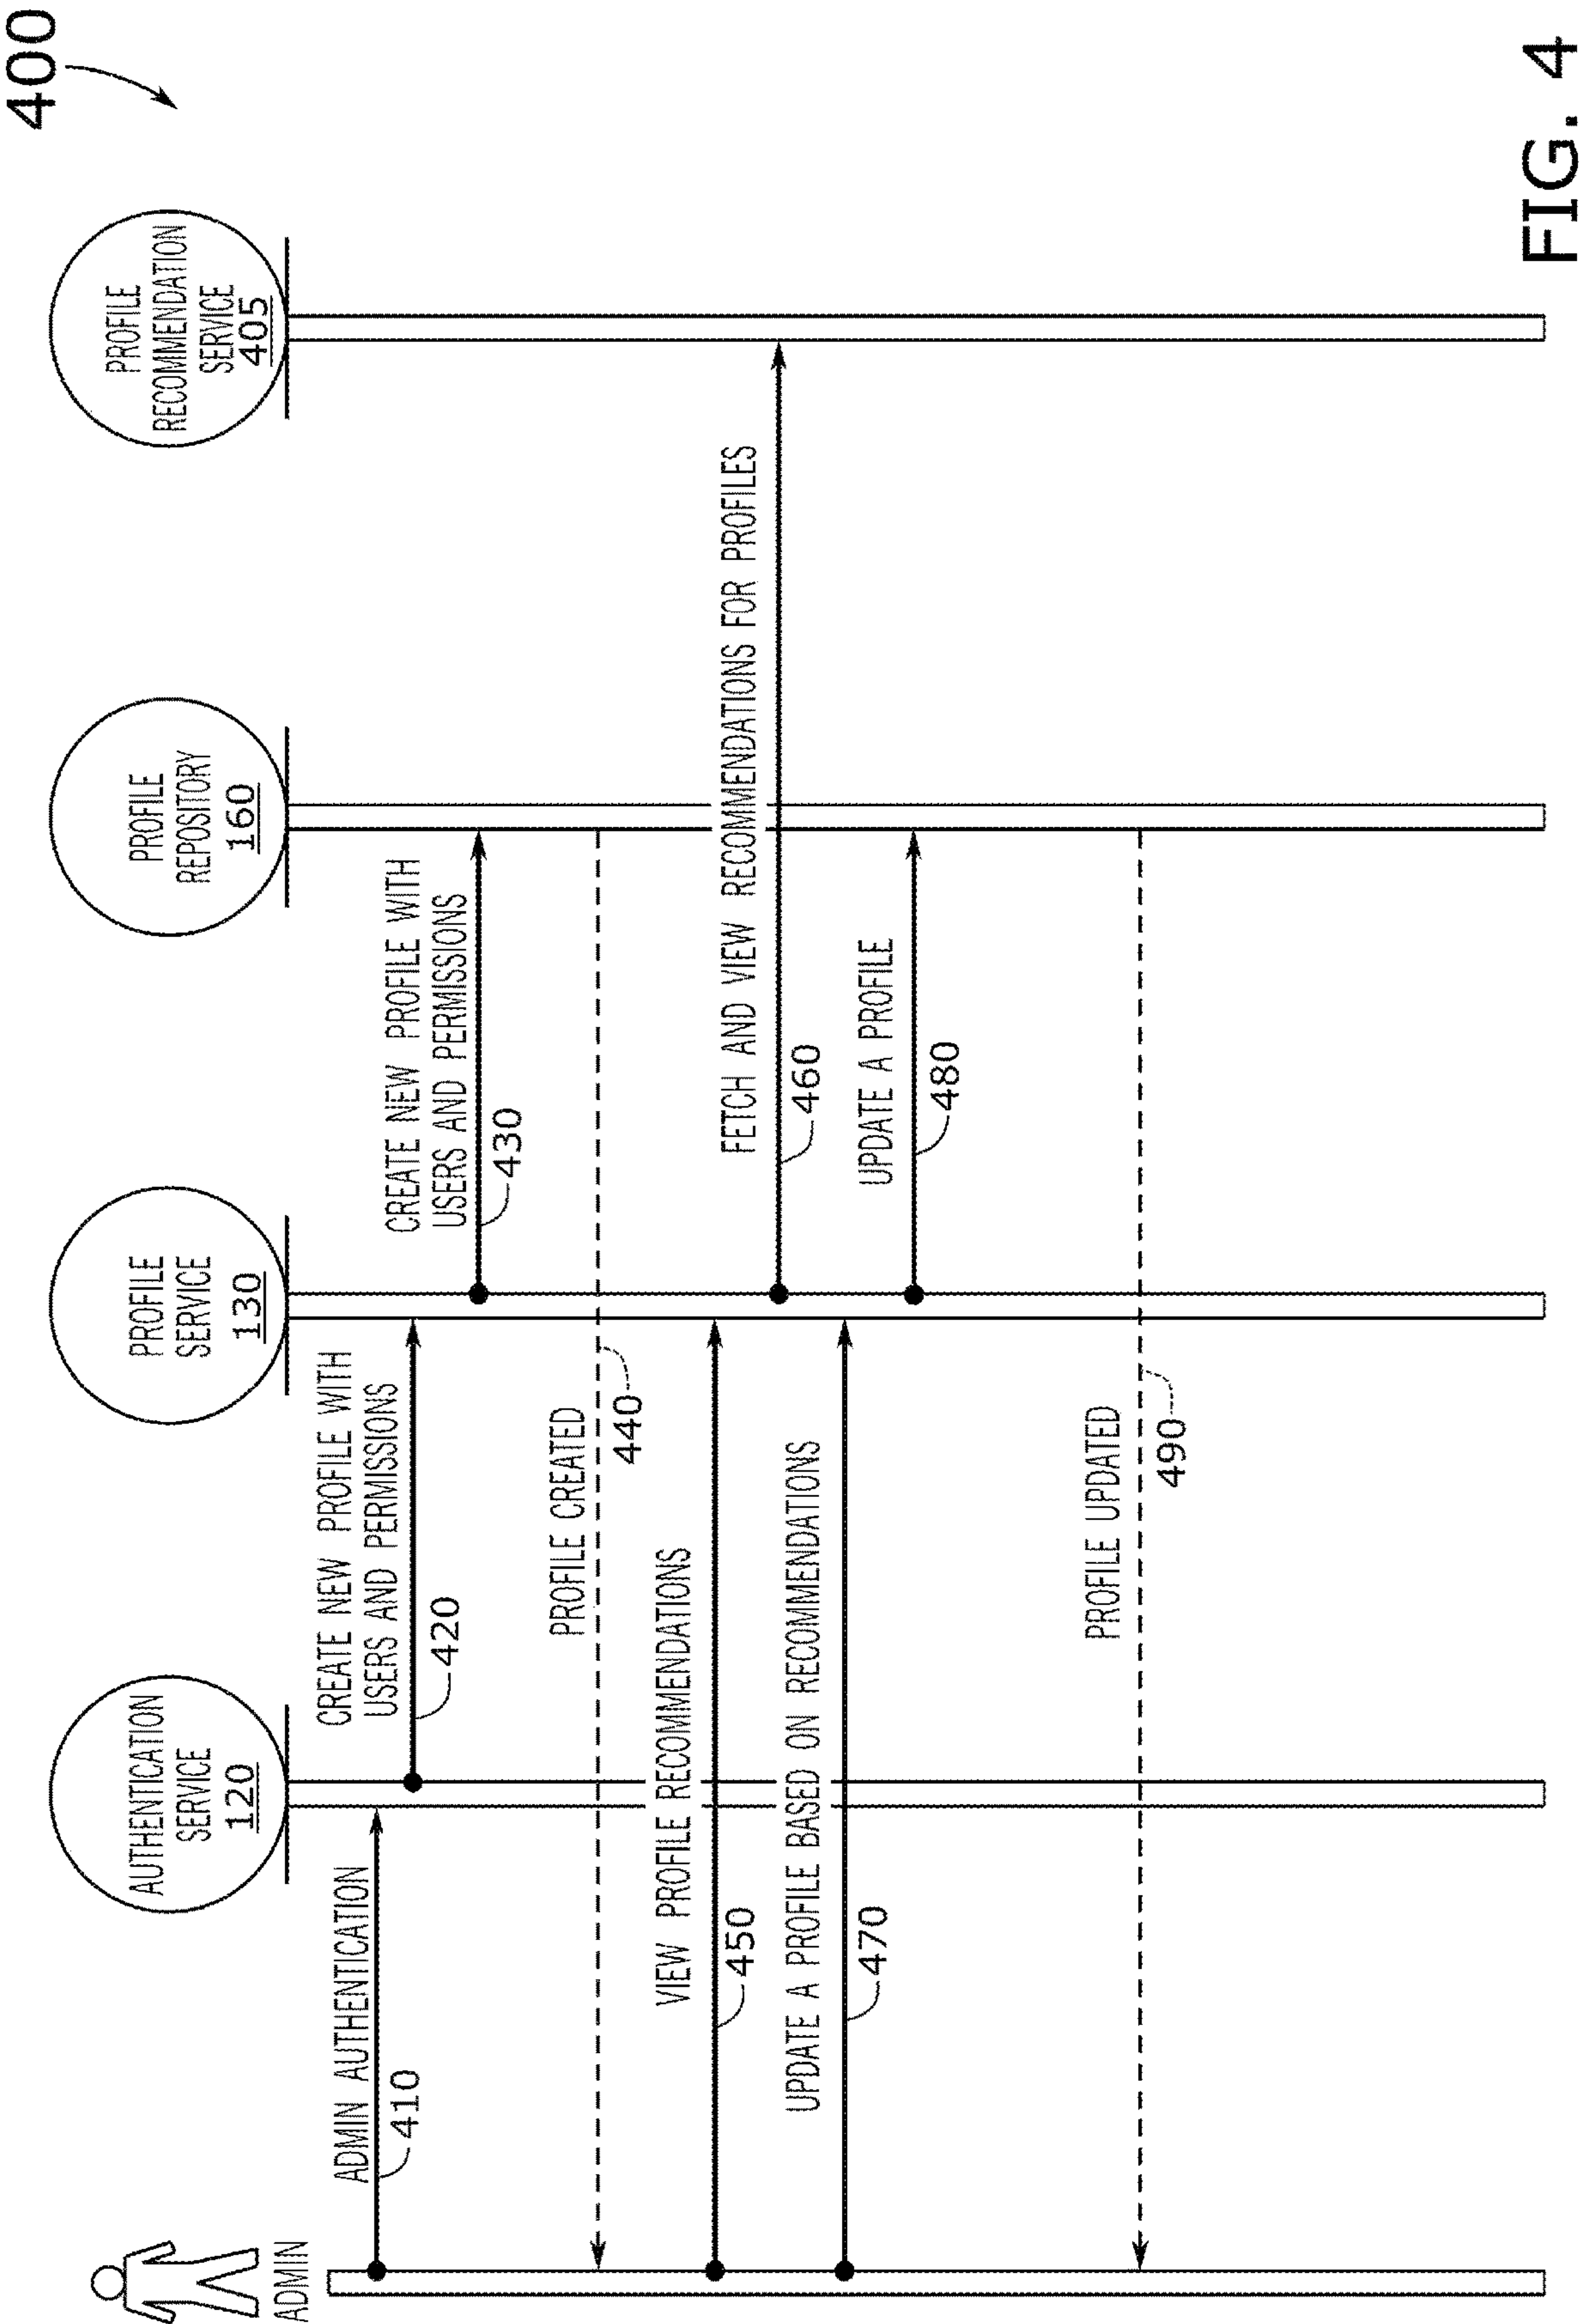 400
ADMIN
AUTHENTICATION
SERVICE
120
PROFILE
SERVICE
130
PROFILE
REPOSITORY
160
PROFILE
RECOMMENDATION
SERVICE
405
ADMIN AUTHENTICATION
410
CREATE NEW PROFILE WITH
USERS AND PERMISSIONS
420
CREATE NEW PROFILE WITH
USERS AND PERMISSIONS
430
PROFILE CREATED
440
VIEW PROFILE RECOMMENDATIONS
450
FETCH AND VIEW RECOMMENDATIONS FOR PROFILES
460
UPDATE A PROFILE BASED ON RECOMMENDATIONS
470
UPDATE A PROFILE
480
PROFILE UPDATED
490
FIG. 4